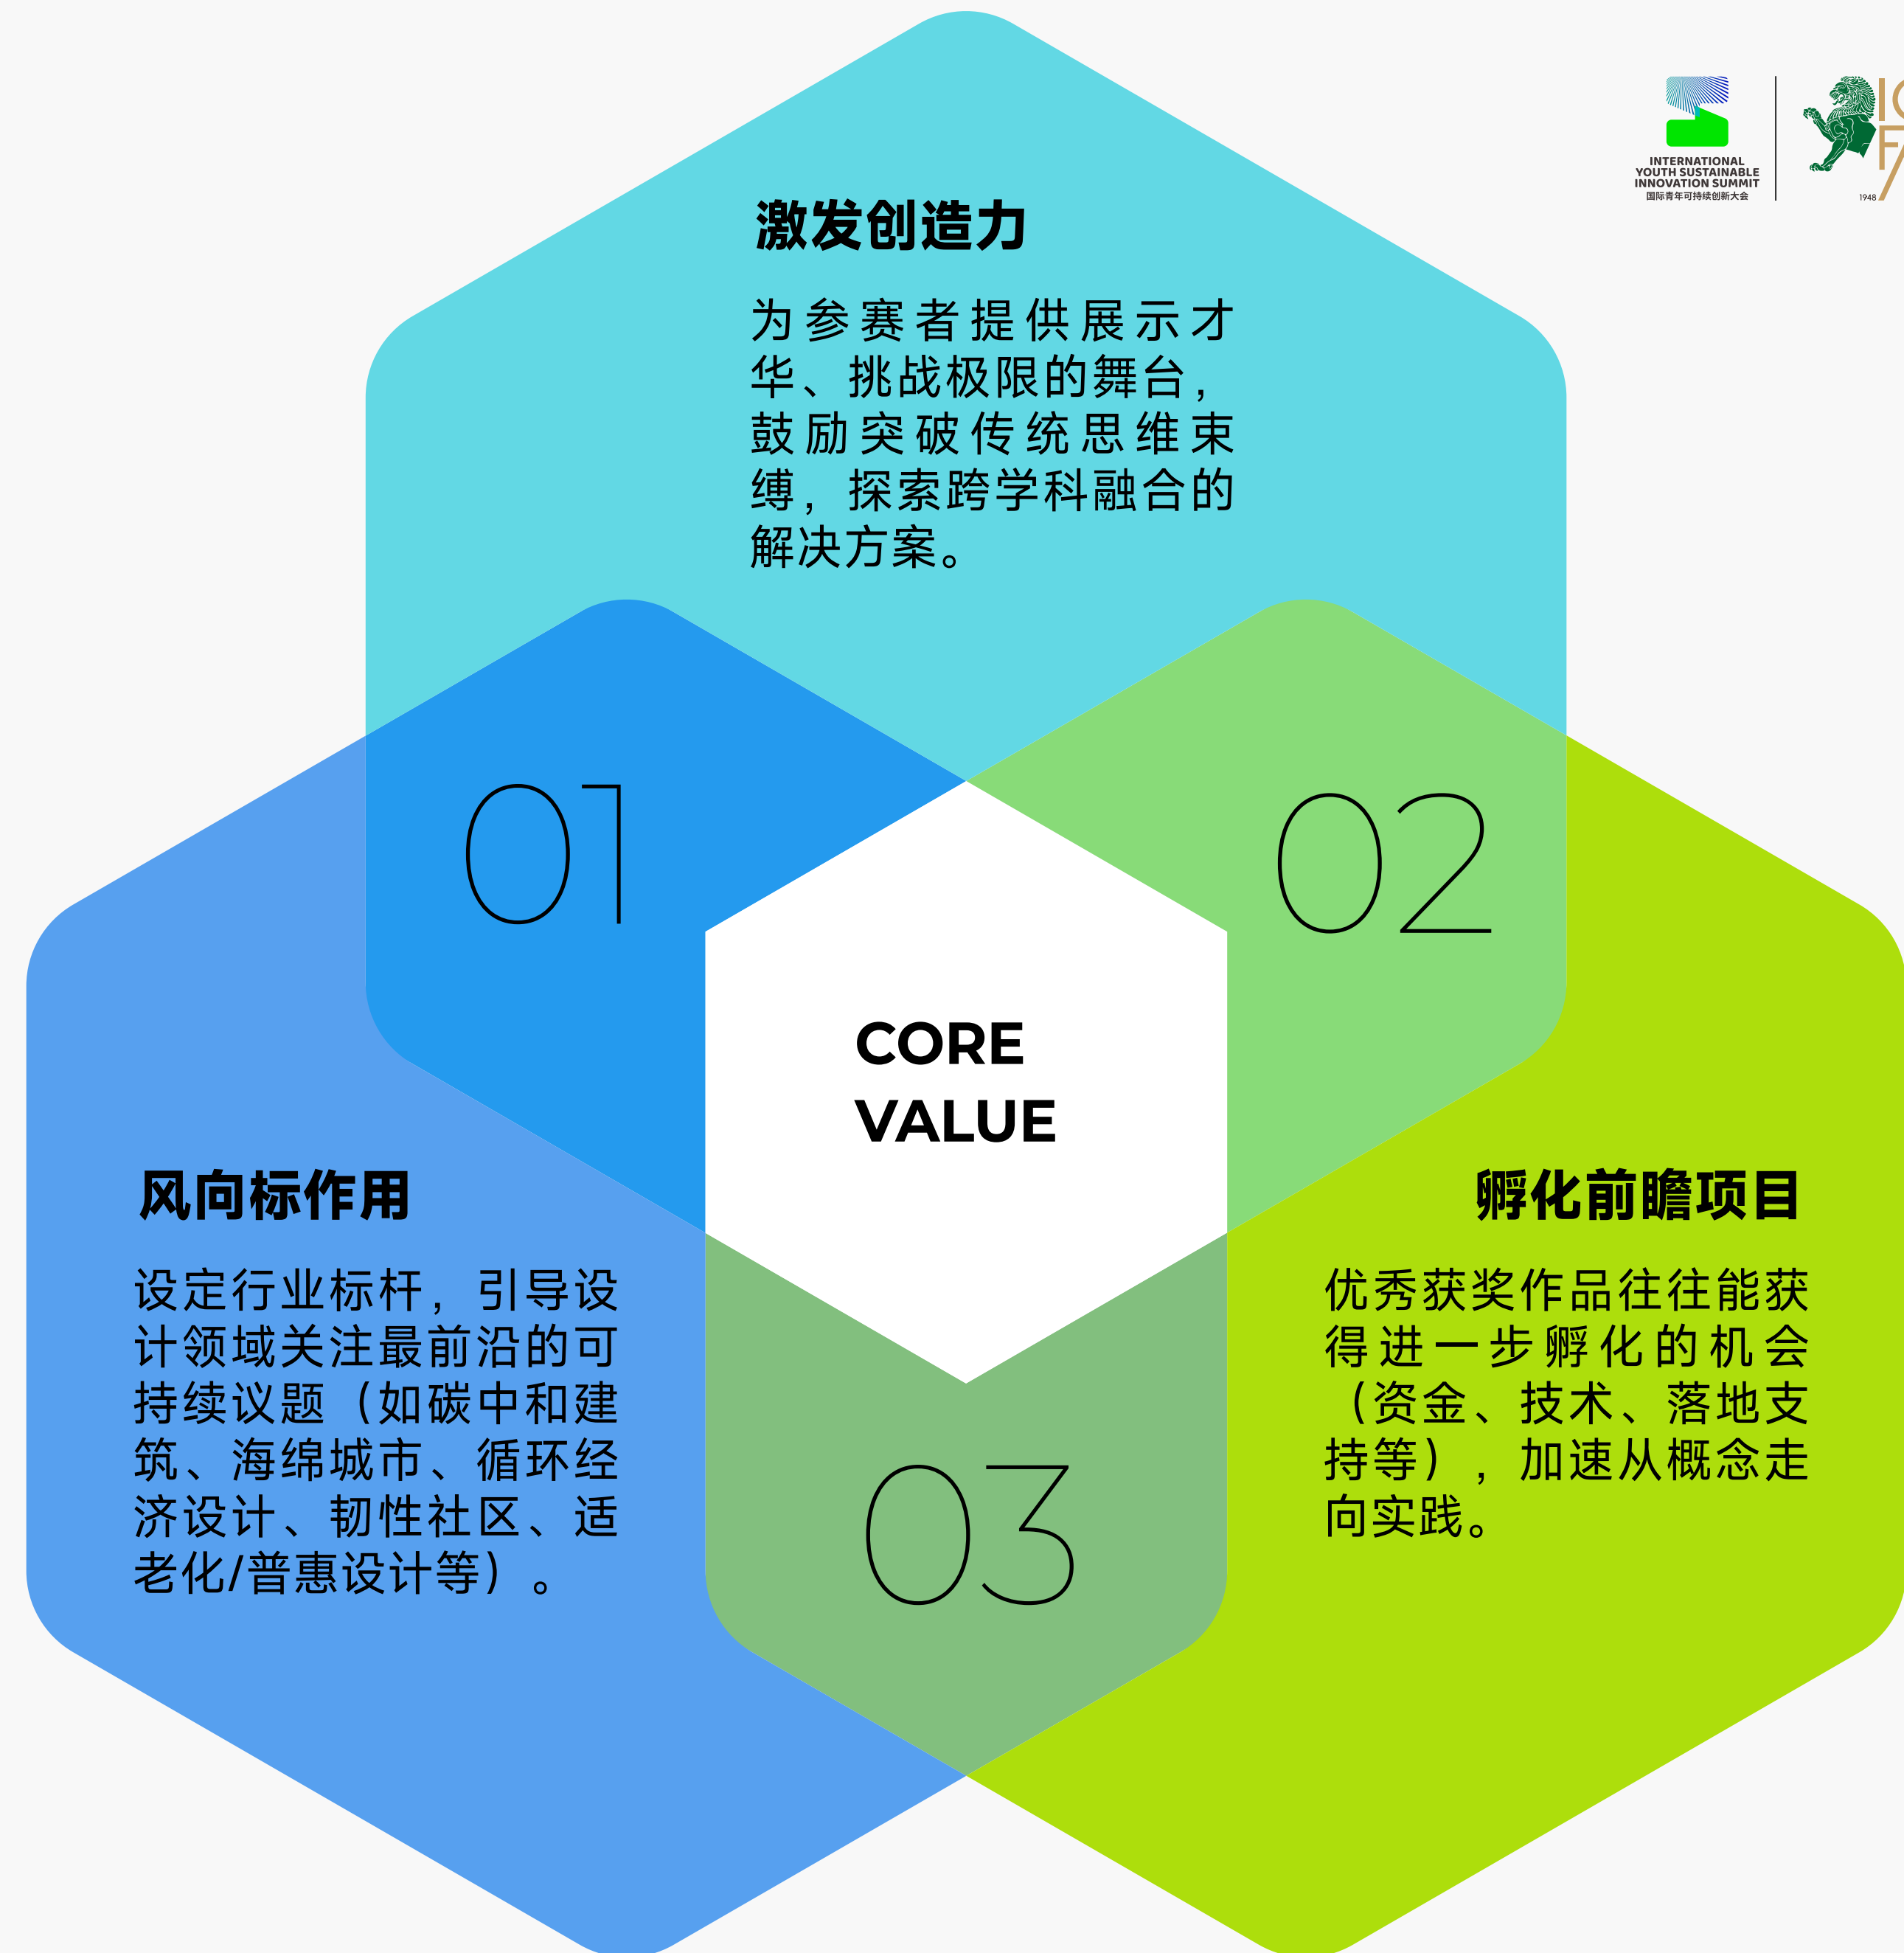 INTERNATIONAL
YOUTH SUSTAINABLE
INNOVATION SUMMIT
国际青年可持续创新大会
1948
激发创造力
为参赛者提供展示才
华、挑战极限的舞台，
鼓励突破传统思维束
缚，探索跨学科融合的
解决方案。
01
02
CORE
VALUE
风向标作用
设定行业标杆，引导设
计领域关注最前沿的可
持续议题（如碳中和建
筑、海绵城市、循环经
济设计、韧性社区、适
老化/普惠设计等）。
孵化前瞻项目
优秀获奖作品往往能获
得进一步孵化的机会
（资金、技术、落地支
持等），加速从概念走
向实践。
03